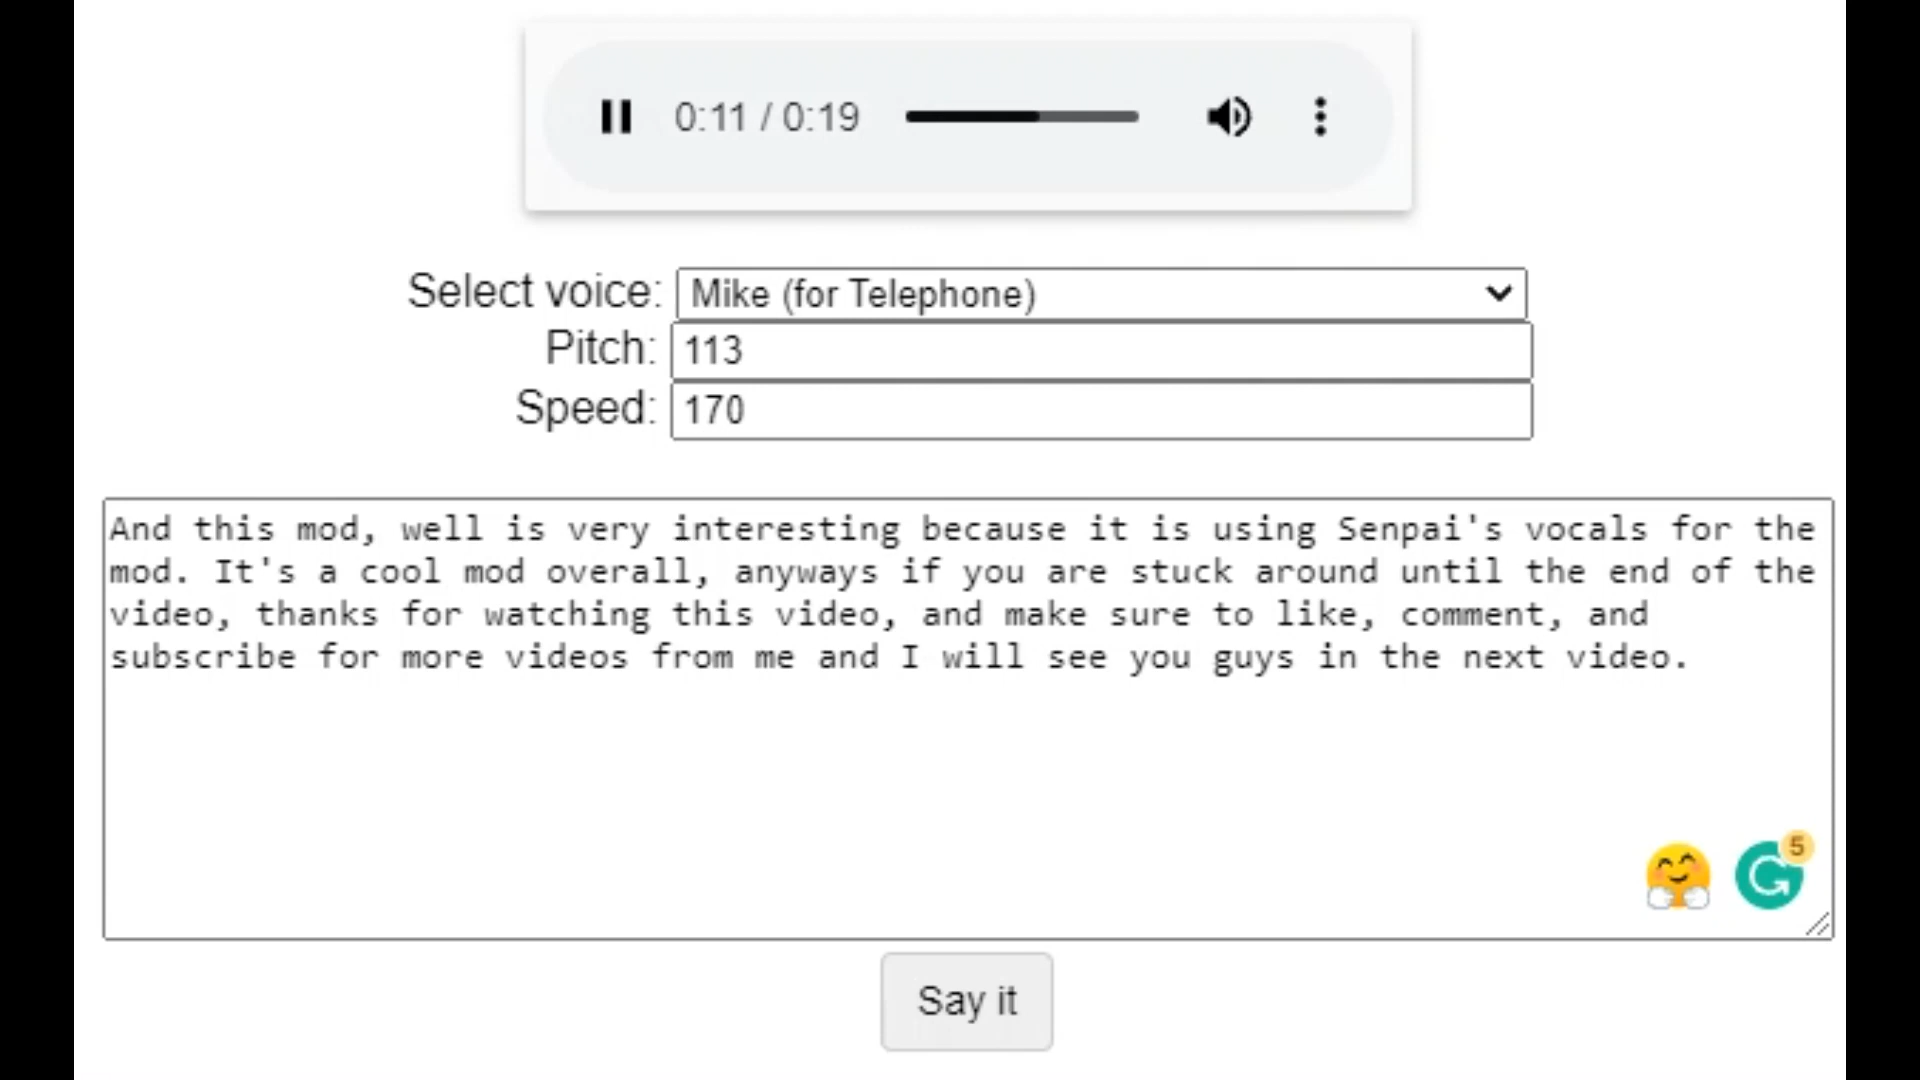 0:11 / 0:19
Select voice: Mike (for Telephone)
Pitch: 113
Speed: 170
And this mod, well is very interesting because it is using Senpai's vocals for the
mod. It's a cool mod overall, anyways if you are stuck around until the end of the
video, thanks for watching this video, and make sure to like, comment, and
subscribe for more videos from me and I will see you guys in the next video.
5
Say it